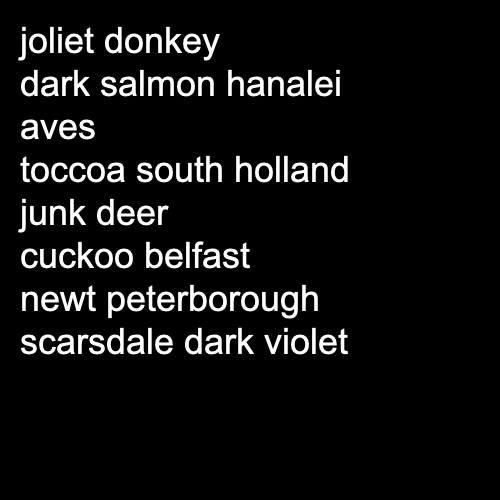 joliet donkey
dark salmon hanalei
aves
toccoa south holland
junk deer
cuckoo belfast
newt peterborough
scarsdale dark violet